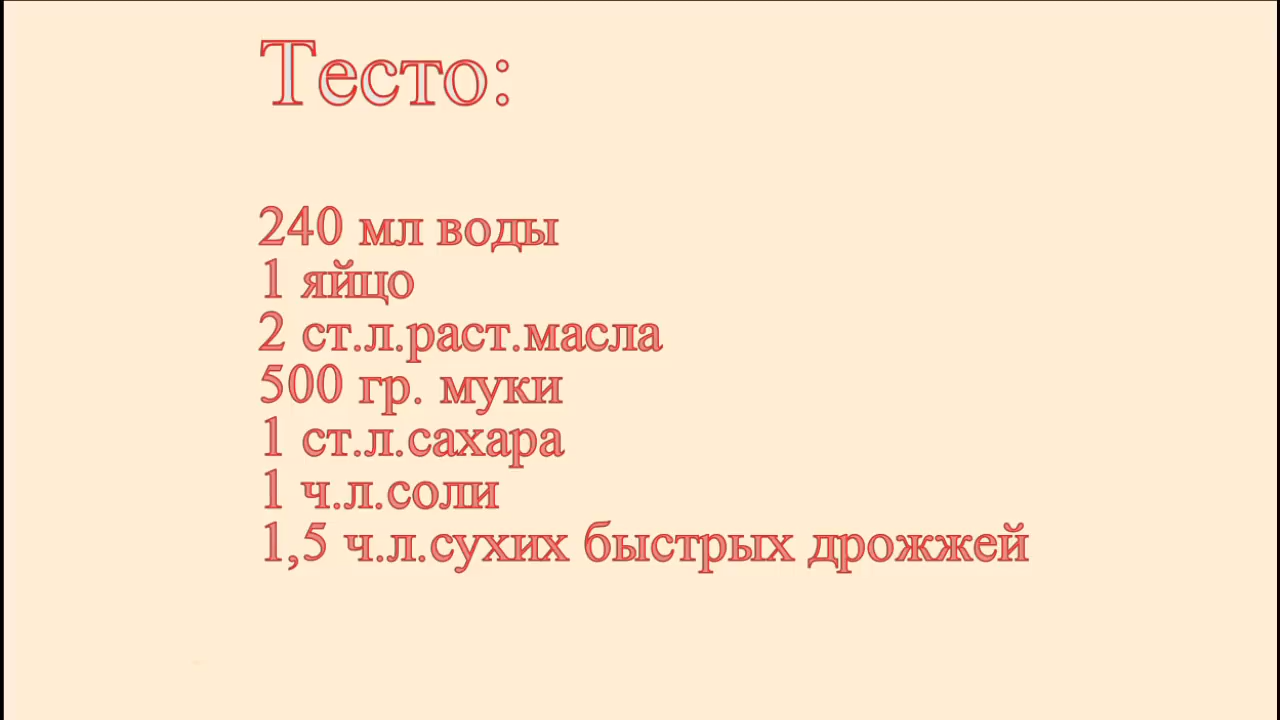 Тесто:
240 мл воды
1 яйцо
2 ст.л.раст.масла
500 гр. муки
1 ст.л.сахара
1 ч.л.соли
1,5 ч.л.сухих быстрых дрожжей